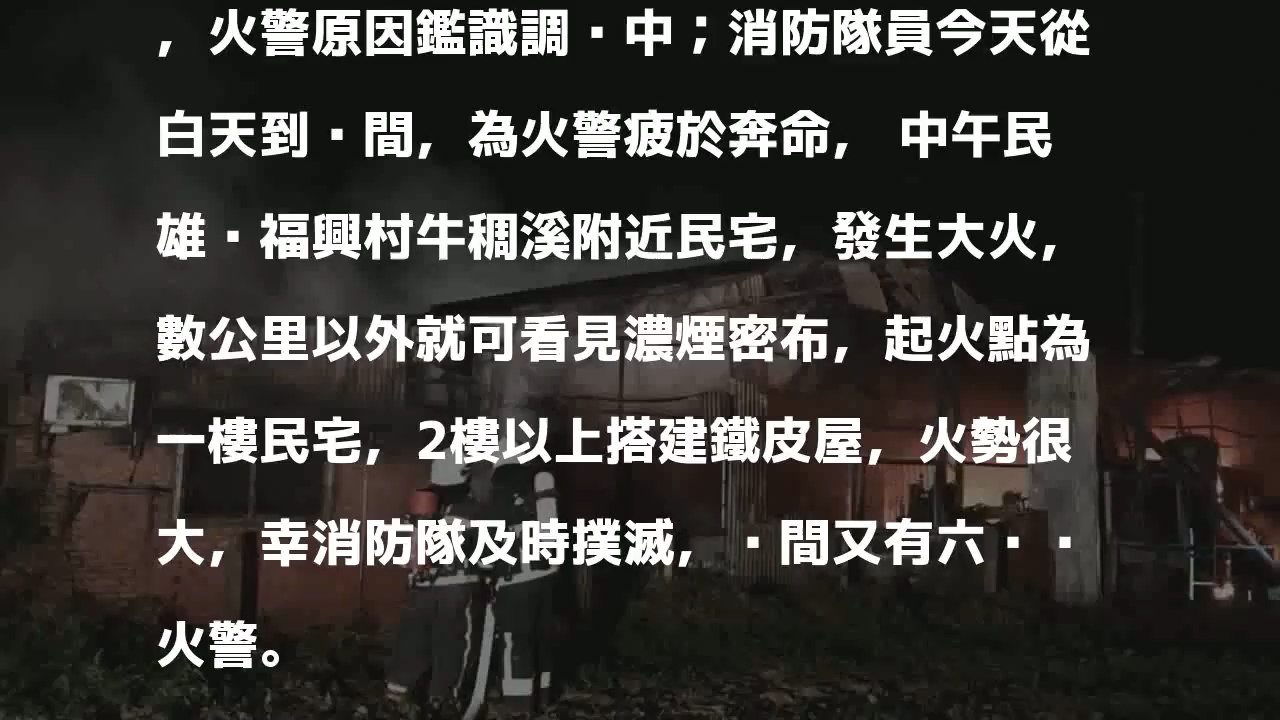 ，火警原因鑑識調▪中；消防隊員今天從
白天到▪間，為火警疲於奔命， 中午民
雄▪福興村牛稠溪附近民宅，發生大火，
數公里以外就可看見濃煙密布，起火點為
一樓民宅，2樓以上搭建鐵皮屋，火勢很
大，幸消防隊及時撲滅，▪間又有六▪▪
火警。